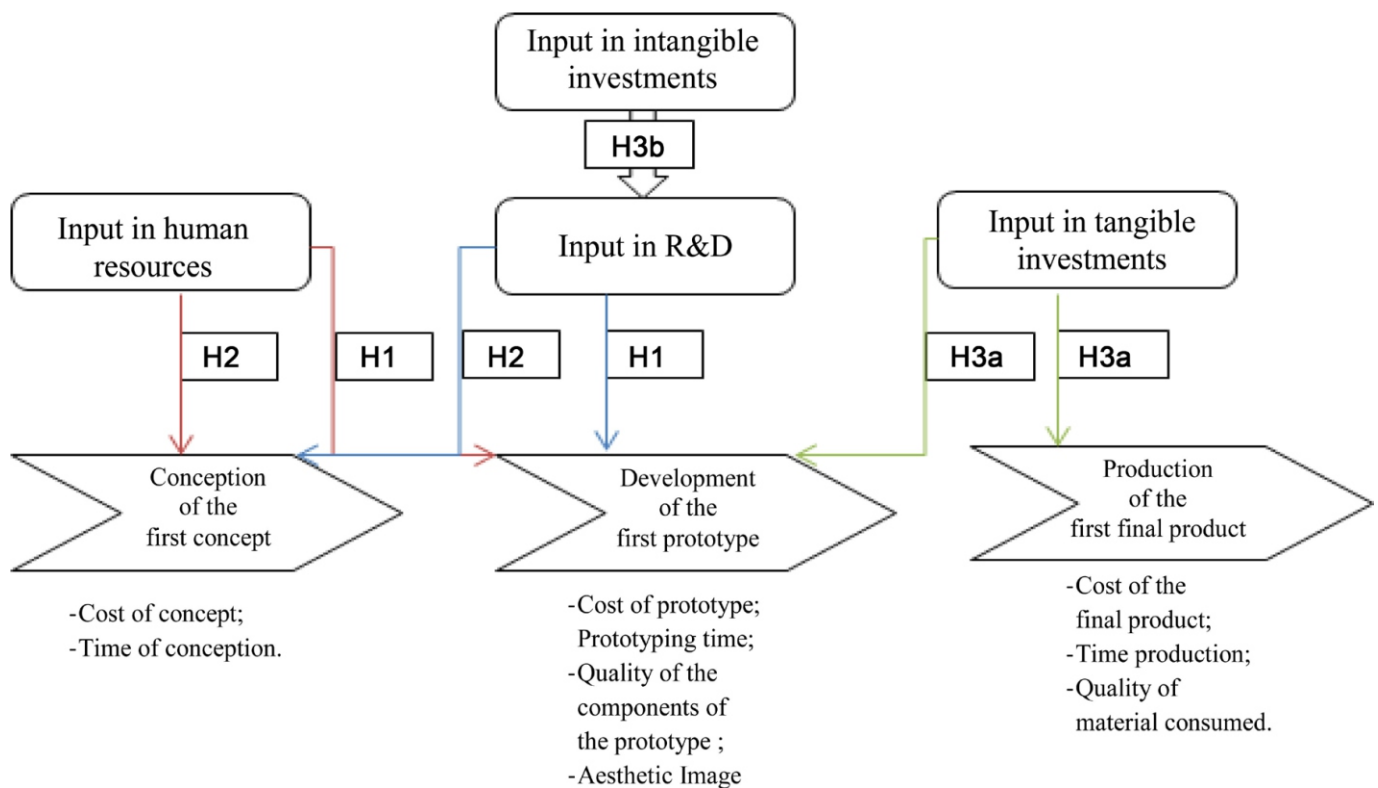 Input in intangible
investments
H3b
Input in human
resources
Input in R&D
Input in tangible
investments
H2
H1
H2
H1
H3a
H3a
Conception
of the
first concept
Development
of the
first prototype
Production
of the
first final product
-Cost of concept;
-Time of conception.
-Cost of prototype;
Prototyping time;
-Quality of the
components of
the prototype ;
-Aesthetic Image
-Cost of the
final product;
-Time production;
-Quality of
material consumed.